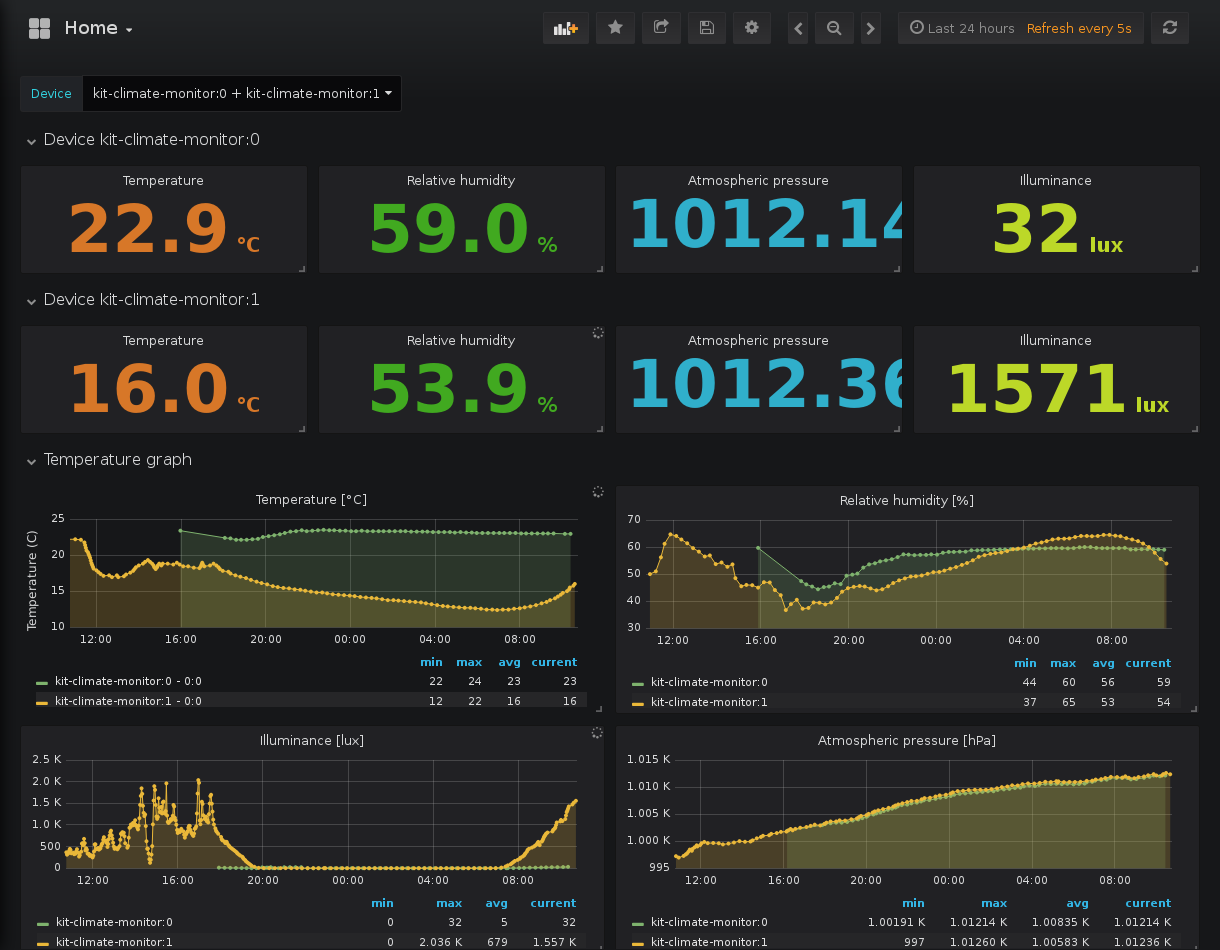 Home
Last 24 hours Refresh every 5s
Device kit-climate-monitor:0 + kit-climate-monitor:1
Device kit-climate-monitor:0
Temperature Relative humidity Atmospheric pressure Illuminance
22.9 °C 59.0 % 1012.14 32 lux
Device kit-climate-monitor:1
Temperature Relative humidity Atmospheric pressure Illuminance
16.0 °C 53.9 % 1012.36 1571 lux
Temperature graph
Temperature [°C]
Temperature (C)
25
20
15
10
12:00 16:00 20:00 00:00 04:00 08:00
min max avg current
kit-climate-monitor:0 - 0:0 22 24 23 23
kit-climate-monitor:1 - 0:0 12 22 16 16
Relative humidity [%]
70
60
50
40
30
12:00 16:00 20:00 00:00 04:00 08:00
min max avg current
kit-climate-monitor:0 44 60 56 59
kit-climate-monitor:1 37 65 53 54
Illuminance [lux]
2.5 K
2.0 K
1.5 K
1.0 K
500
0
12:00 16:00 20:00 00:00 04:00 08:00
min max avg current
kit-climate-monitor:0 0 32 5 32
kit-climate-monitor:1 0 2.036 K 679 1.557 K
Atmospheric pressure [hPa]
1.015 K
1.010 K
1.005 K
1.000 K
995
12:00 16:00 20:00 00:00 04:00 08:00
min max avg current
kit-climate-monitor:0 1.00191 K 1.01214 K 1.00835 K 1.01214 K
kit-climate-monitor:1 997 1.01260 K 1.00583 K 1.01236 K